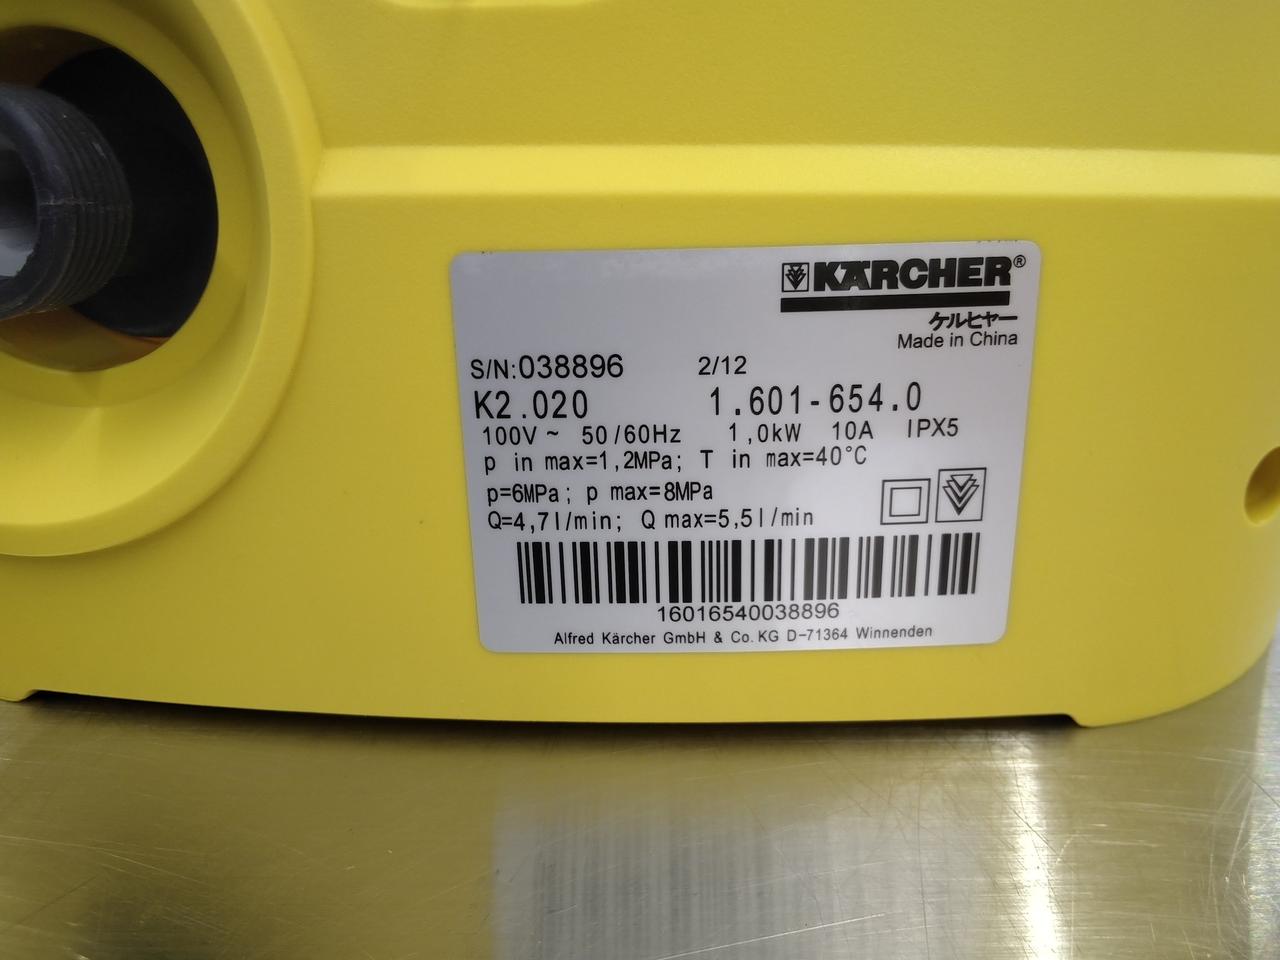 KÄRCHER®
ケルヒャー
Made in China
S/N:038896 2/12
K2.020 1.601-654.0
100V~ 50/60Hz 1,0kW 10A IPX5
p in max=1,2MPa; T in max=40°C
p=6MPa; p max=8MPa
Q=4,7l/min; Q max=5,5l/min
16016540038896
Alfred Kärcher GmbH & Co. KG D-71364 Winnenden